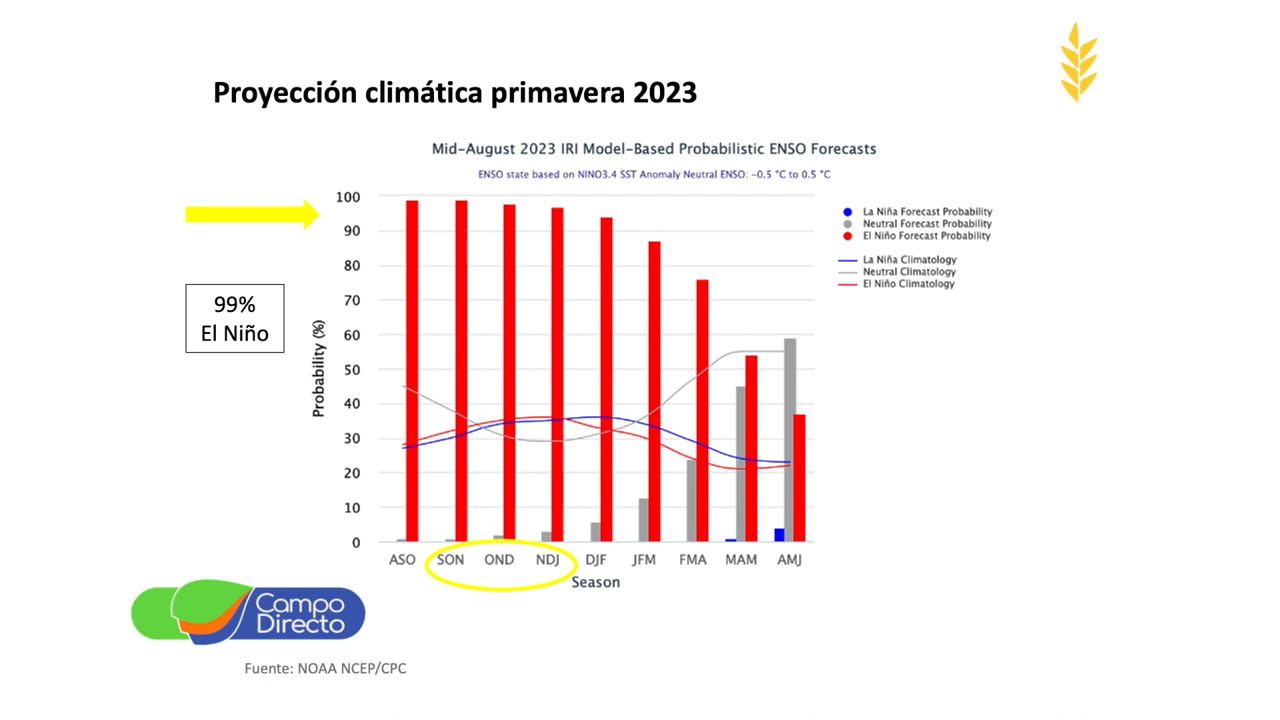 Proyección climática primavera 2023
Mid-August 2023 IRI Model-Based Probabilistic ENSO Forecasts
ENSO state based on NINO3.4 SST Anomaly Neutral ENSO: -0.5 °C to 0.5 °C
100
90
80
70
60
50
40
30
20
10
0
Probability (%)
99%
El Niño
La Niña Forecast Probability
Neutral Forecast Probability
El Niño Forecast Probability
La Niña Climatology
Neutral Climatology
El Niño Climatology
ASO SON OND NDJ DJF JFM FMA MAM AMJ
Season
Campo
Directo
Fuente: NOAA NCEP/CPC